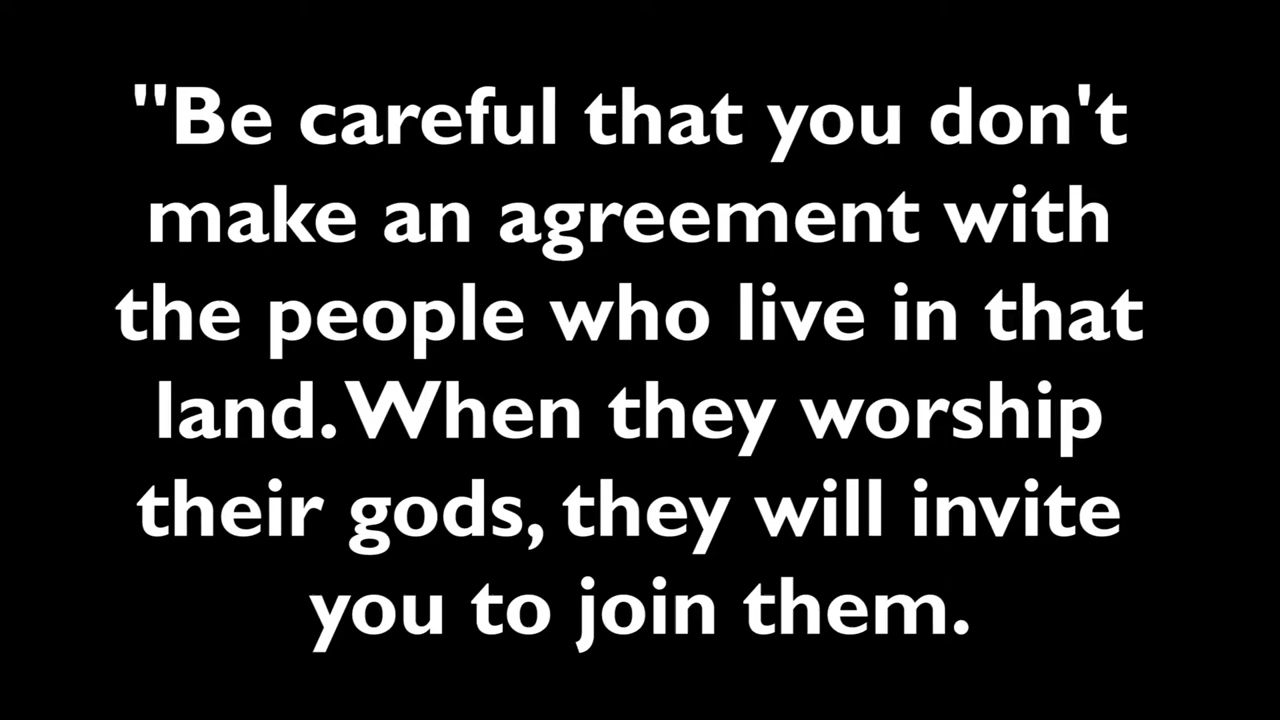 "Be careful that you don't
make an agreement with
the people who live in that
land. When they worship
their gods, they will invite
you to join them.